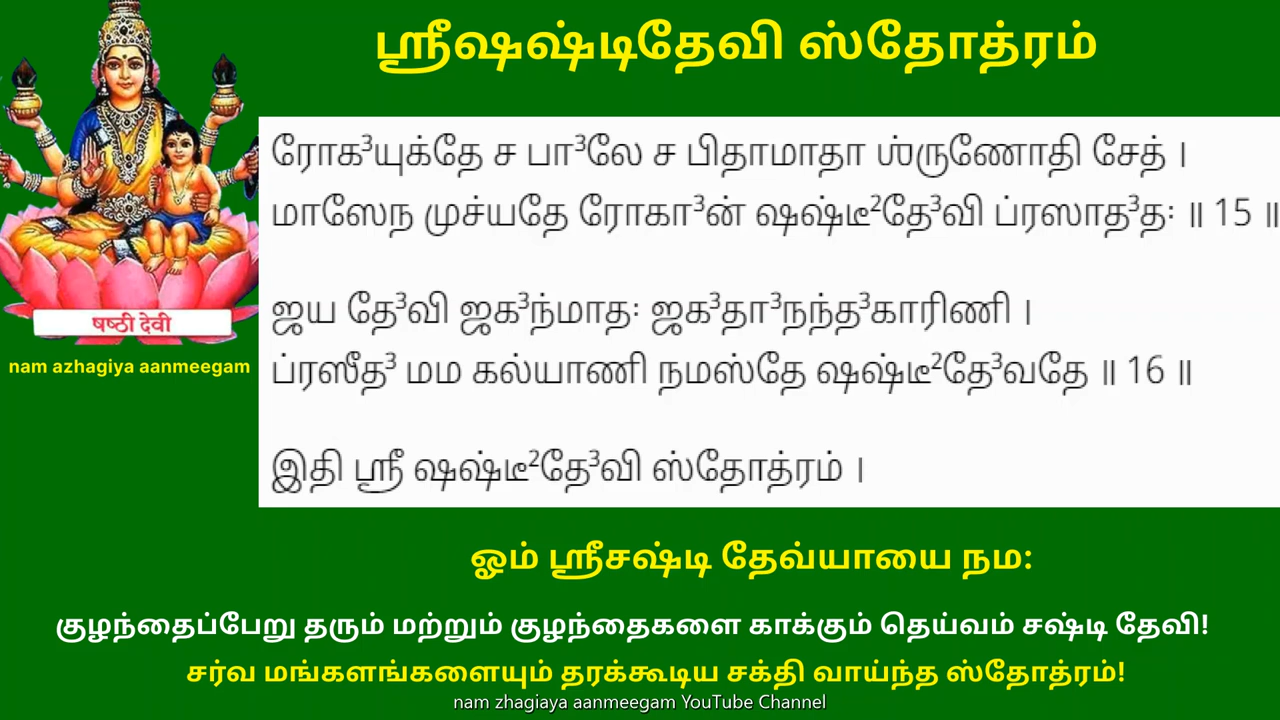 ஸ்ரீஷஷ்டிதேவி ஸ்தோத்ரம்
ரோக³யுக்தே ச பா³லே ச பிதாமாதா ஶ்ருணோதி சேத் ।
மாஸேந முச்யதே ரோகா³ன் ஷஷ்டீ²தே³வி ப்ரஸாத³த꞉ ॥ 15 ॥
ஜய தே³வி ஜக³ந்மாத꞉ ஜக³தா³நந்த³காரிணி ।
ப்ரஸீத³ மம கல்யாணி நமஸ்தே ஷஷ்டீ²தே³வதே ॥ 16 ॥
இதி ஸ்ரீ ஷஷ்டீ²தே³வி ஸ்தோத்ரம் ।
षष्ठी देवी
nam azhagiya aanmeegam
ஓம் ஸ்ரீசஷ்டி தேவ்யாயை நம:
குழந்தைப்பேறு தரும் மற்றும் குழந்தைகளை காக்கும் தெய்வம் சஷ்டி தேவி!
சர்வ மங்களங்களையும் தரக்கூடிய சக்தி வாய்ந்த ஸ்தோத்ரம்!
nam zhagiaya aanmeegam YouTube Channel